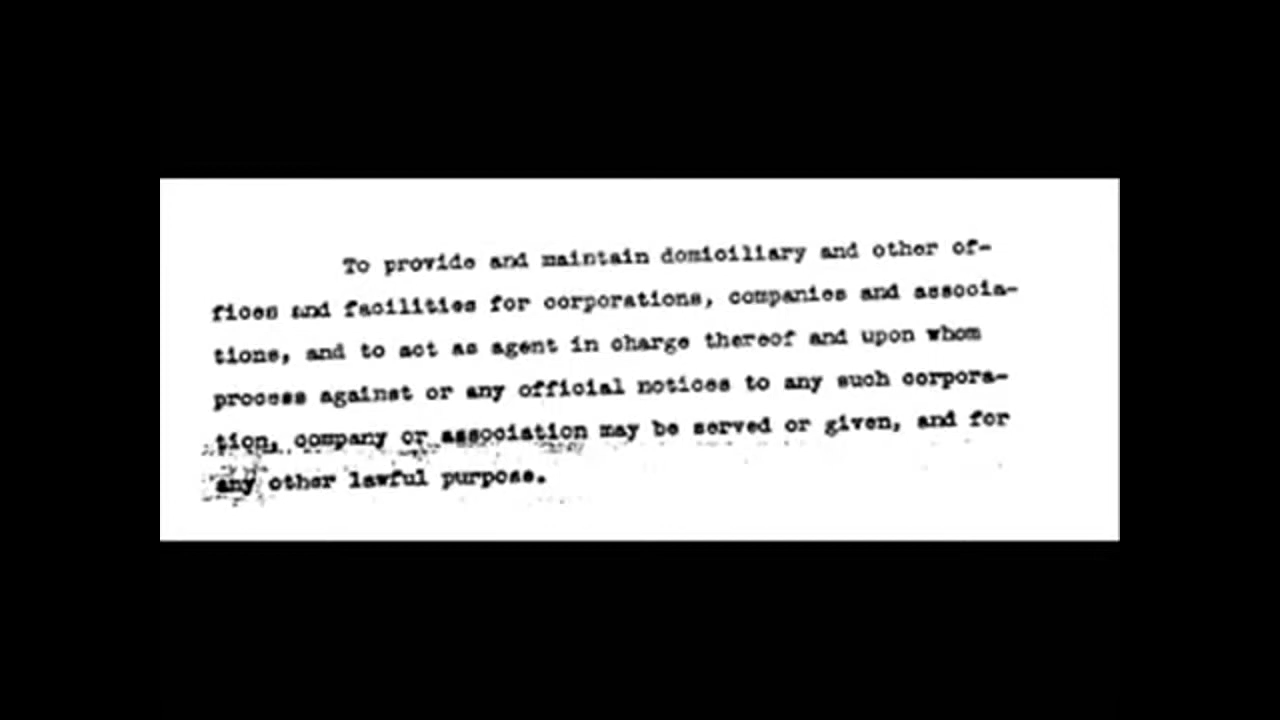 To provide and maintain domiciliary and other of-
fices and facilities for corporations, companies and associa-
tions, and to act as agent in charge thereof and upon whom
process against or any official notices to any such corpora-
tion, company or association may be served or given, and for
any other lawful purpose.